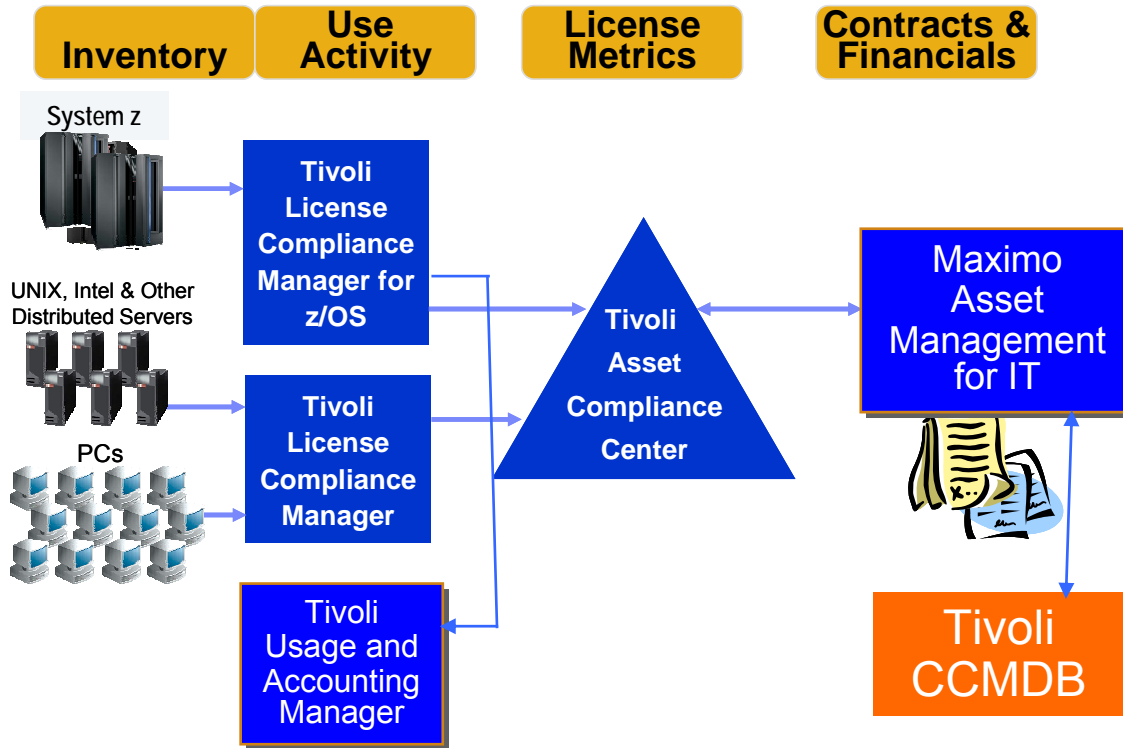 Inventory
Use
Activity
License
Metrics
Contracts &
Financials
System z
UNIX, Intel & Other
Distributed Servers
PCs
Tivoli
License
Compliance
Manager for
z/OS
Tivoli
License
Compliance
Manager
Tivoli
Usage and
Accounting
Manager
Tivoli
Asset
Compliance
Center
Maximo
Asset
Management
for IT
x...
Tivoli
CCMDB